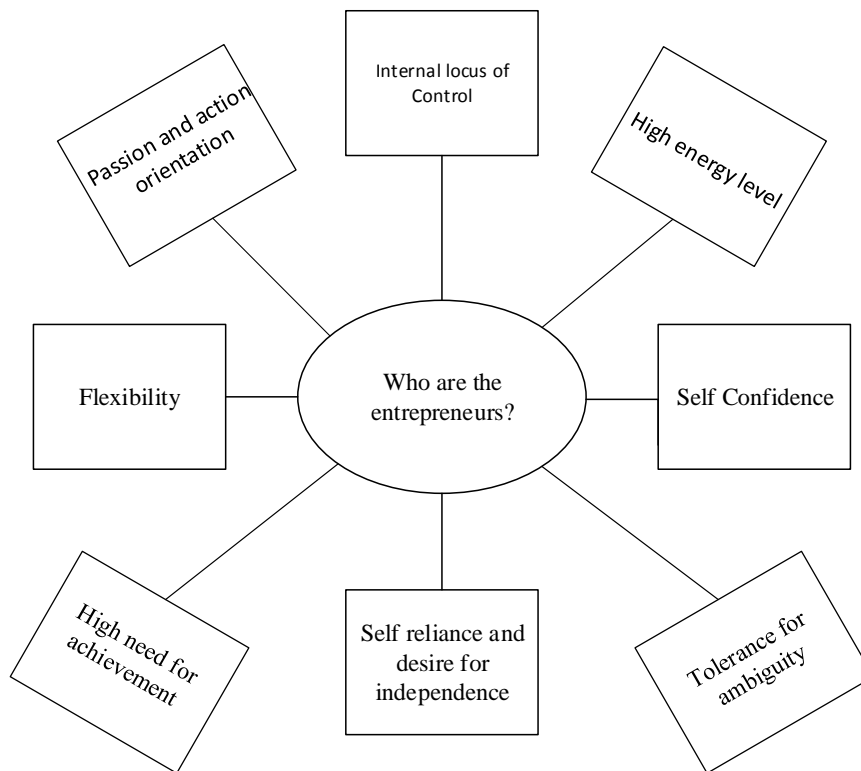 Internal locus of
Control
Passion and action
orientation
High energy level
Flexibility
Who are the
entrepreneurs?
Self Confidence
High need for
achievement
Self reliance and
desire for
independence
Tolerance for
ambiguity